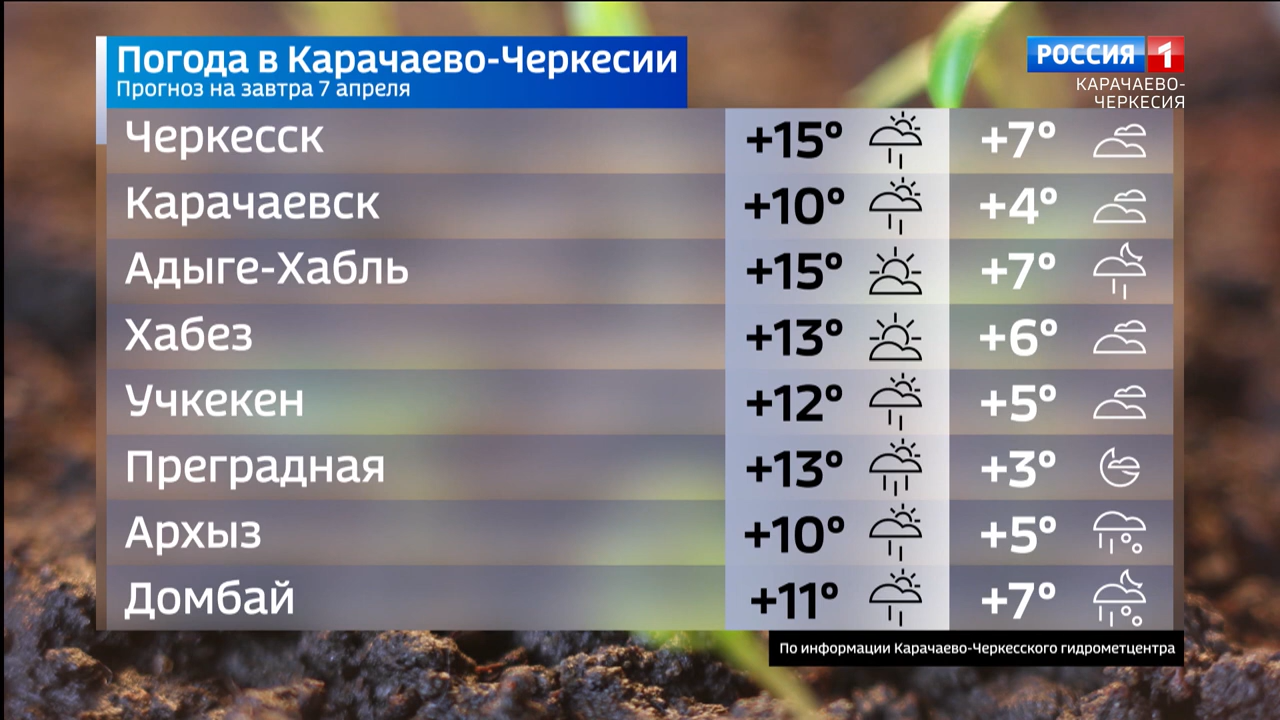 Погода в Карачаево-Черкесии
Прогноз на завтра 7 апреля
РОССИЯ 1
КАРАЧАЕВО-
ЧЕРКЕСИЯ
Черкесск +15° +7°
Карачаевск +10° +4°
Адыге-Хабль +15° +7°
Хабез +13° +6°
Учкекен +12° +5°
Преградная +13° +3°
Архыз +10° +5°
Домбай +11° +7°
По информации Карачаево-Черкесского гидрометцентра